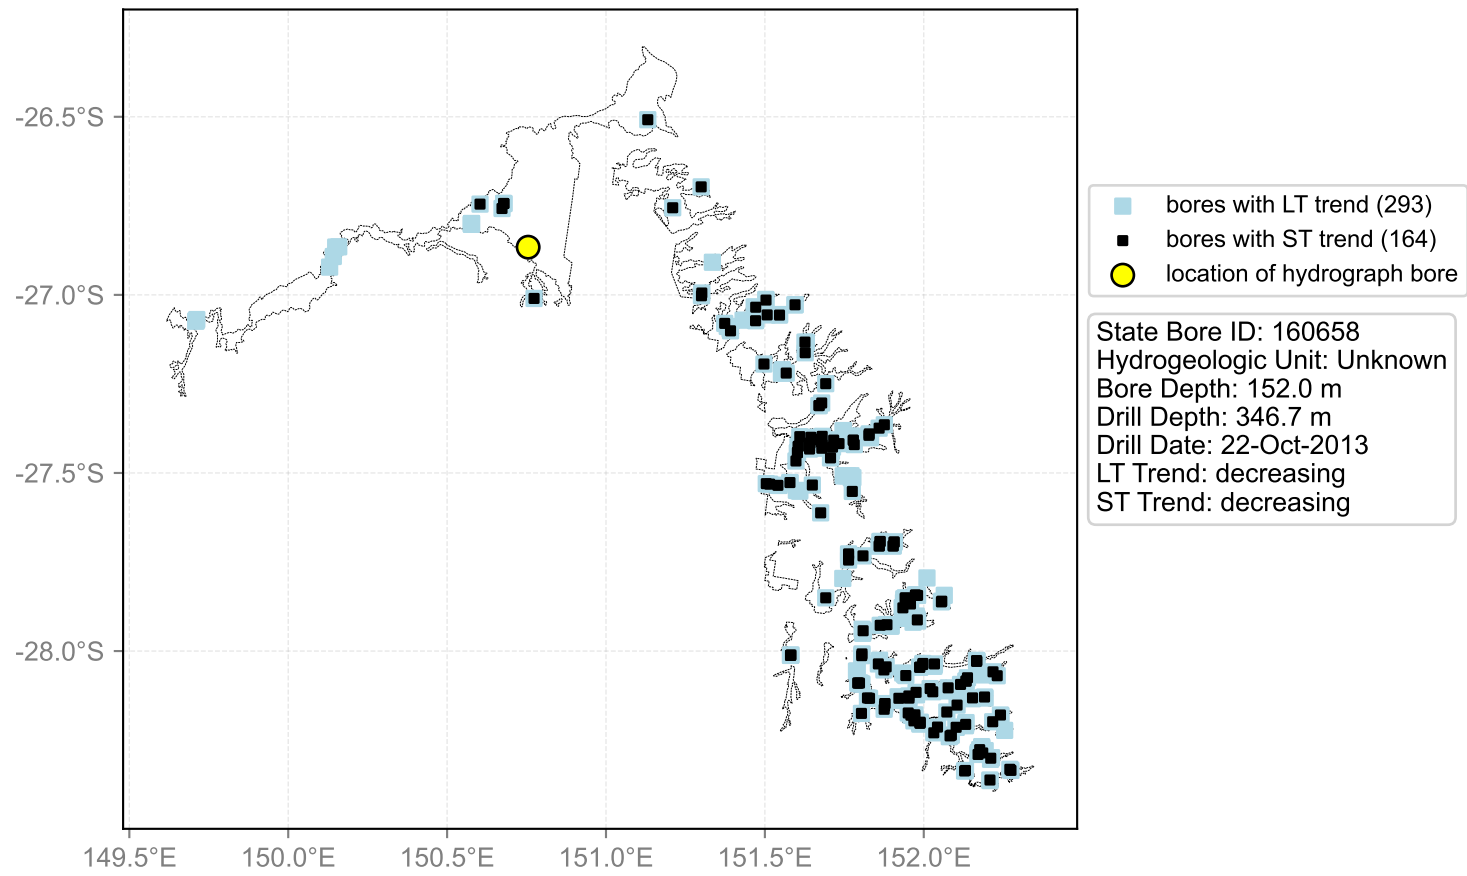 -26.5°S
-27.0°S
-27.5°S
-28.0°S
149.5°E
150.0°E
150.5°E
151.0°E
151.5°E
152.0°E
bores with LT trend (293)
bores with ST trend (164)
location of hydrograph bore
State Bore ID: 160658
Hydrogeologic Unit: Unknown
Bore Depth: 152.0 m
Drill Depth: 346.7 m
Drill Date: 22-Oct-2013
LT Trend: decreasing
ST Trend: decreasing